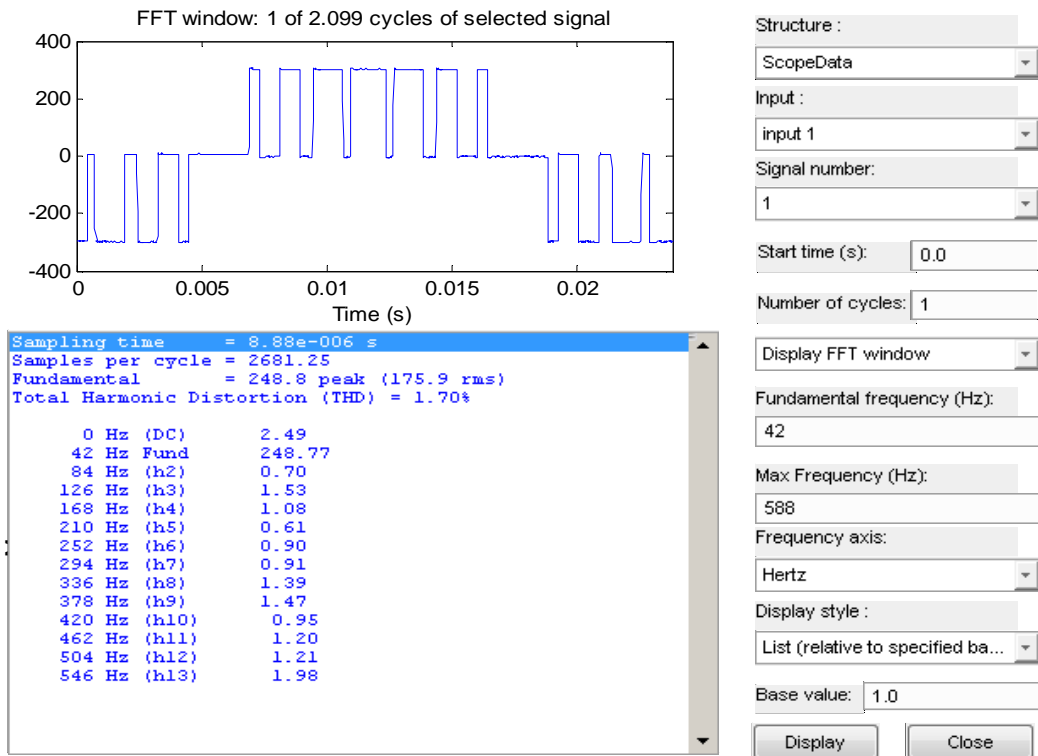 FFT window: 1 of 2.099 cycles of selected signal
400
200
0
-200
-400
0
0.005
0.01
0.015
0.02
Time (s)
Sampling time = 8.88e-006 s
Samples per cycle = 2681.25
Fundamental = 248.8 peak (175.9 rms)
Total Harmonic Distortion (THD) = 1.70%
0 Hz (DC) 2.49
42 Hz Fund 248.77
84 Hz (h2) 0.70
126 Hz (h3) 1.53
168 Hz (h4) 1.08
210 Hz (h5) 0.61
252 Hz (h6) 0.90
294 Hz (h7) 0.91
336 Hz (h8) 1.39
378 Hz (h9) 1.47
420 Hz (h10) 0.95
462 Hz (h11) 1.20
504 Hz (h12) 1.21
546 Hz (h13) 1.98
Structure :
ScopeData
Input :
input 1
Signal number:
1
Start time (s): 0.0
Number of cycles: 1
Display FFT window
Fundamental frequency (Hz):
42
Max Frequency (Hz):
588
Frequency axis:
Hertz
Display style :
List (relative to specified ba...
Base value: 1.0
Display Close